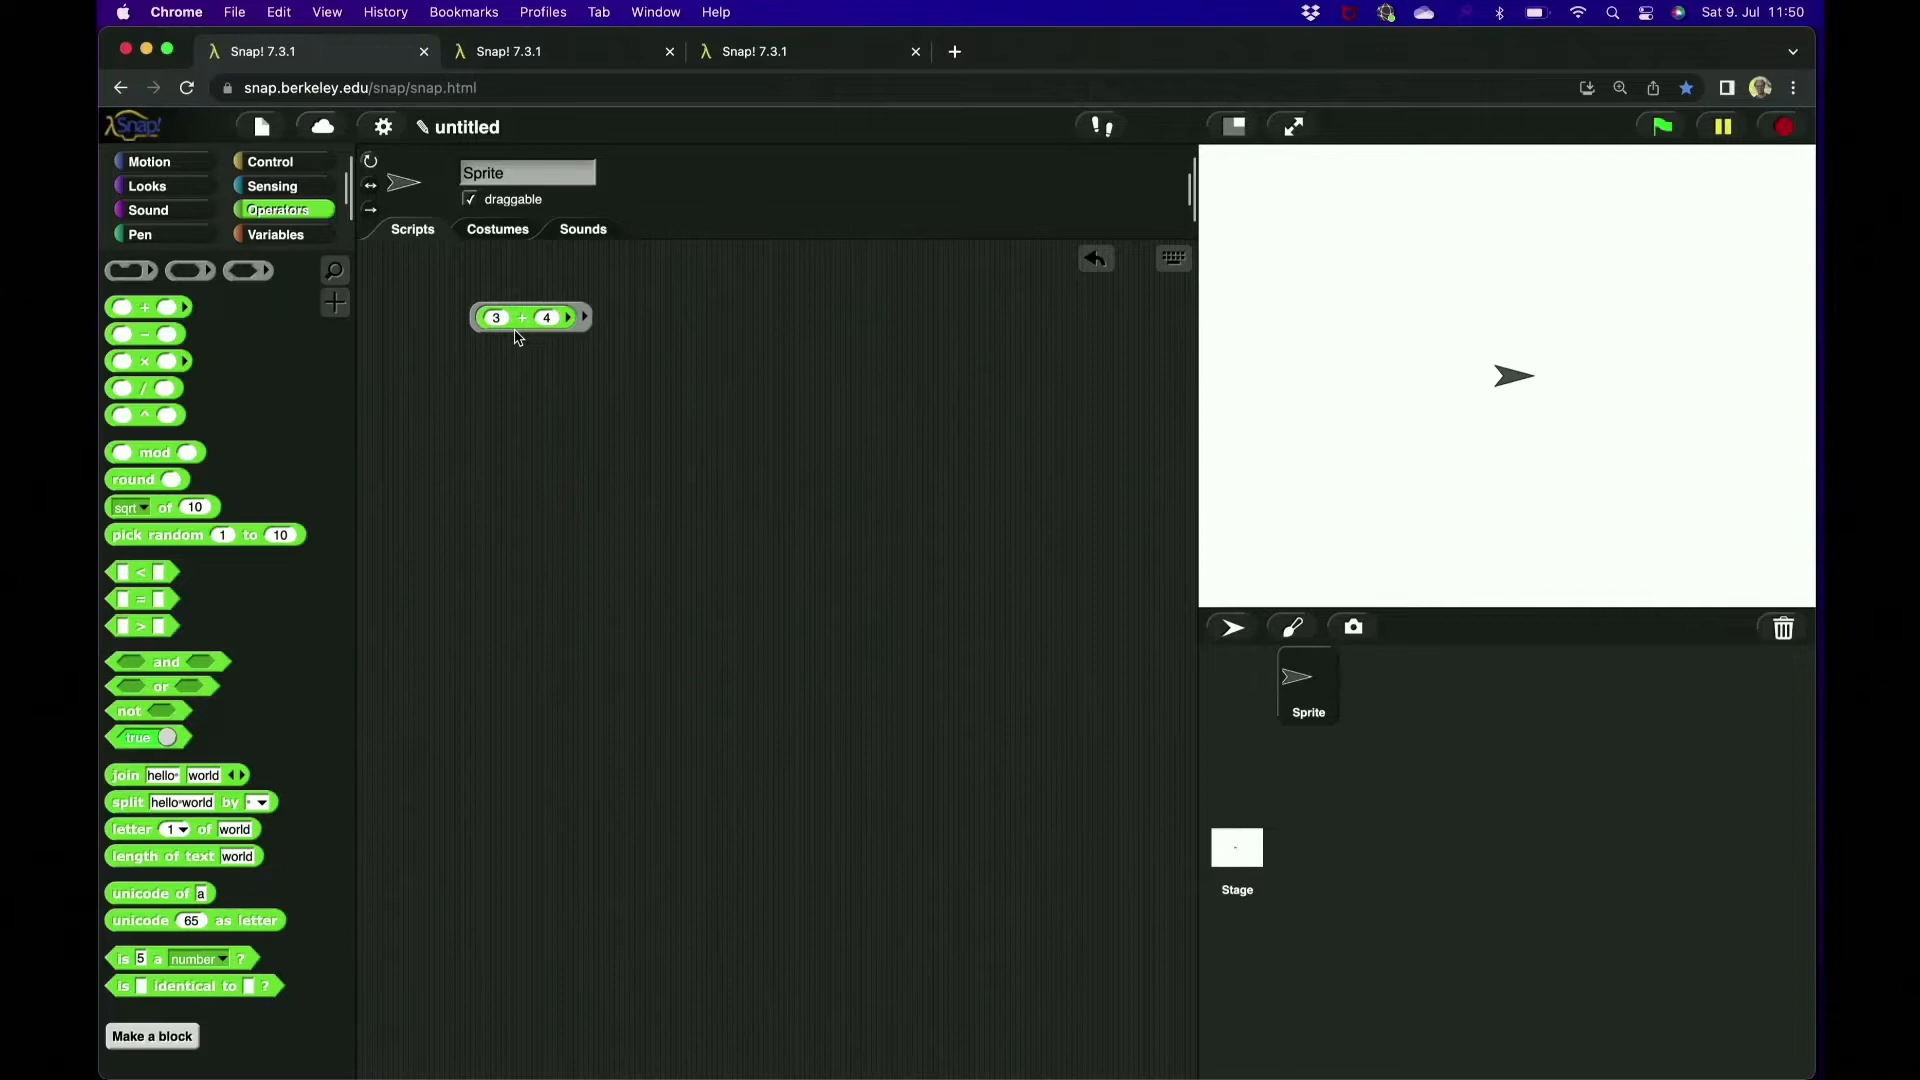 Chrome File Edit View History Bookmarks Profiles Tab Window Help Sat 9. Jul 11:50
Snap! 7.3.1 Snap! 7.3.1 Snap! 7.3.1
snap.berkeley.edu/snap/snap.html
Snap! untitled
Motion Control
Looks Sensing
Sound Operators
Pen Variables
Sprite
draggable
Scripts Costumes Sounds
3 + 4
+
-
×
/
^
mod
round
sqrt of 10
pick random 1 to 10
<
=
>
and
or
not
true
join hello world
split hello world by
letter 1 of world
length of text world
unicode of a
unicode 65 as letter
is 5 a number ?
is identical to ?
Make a block
Sprite
Stage